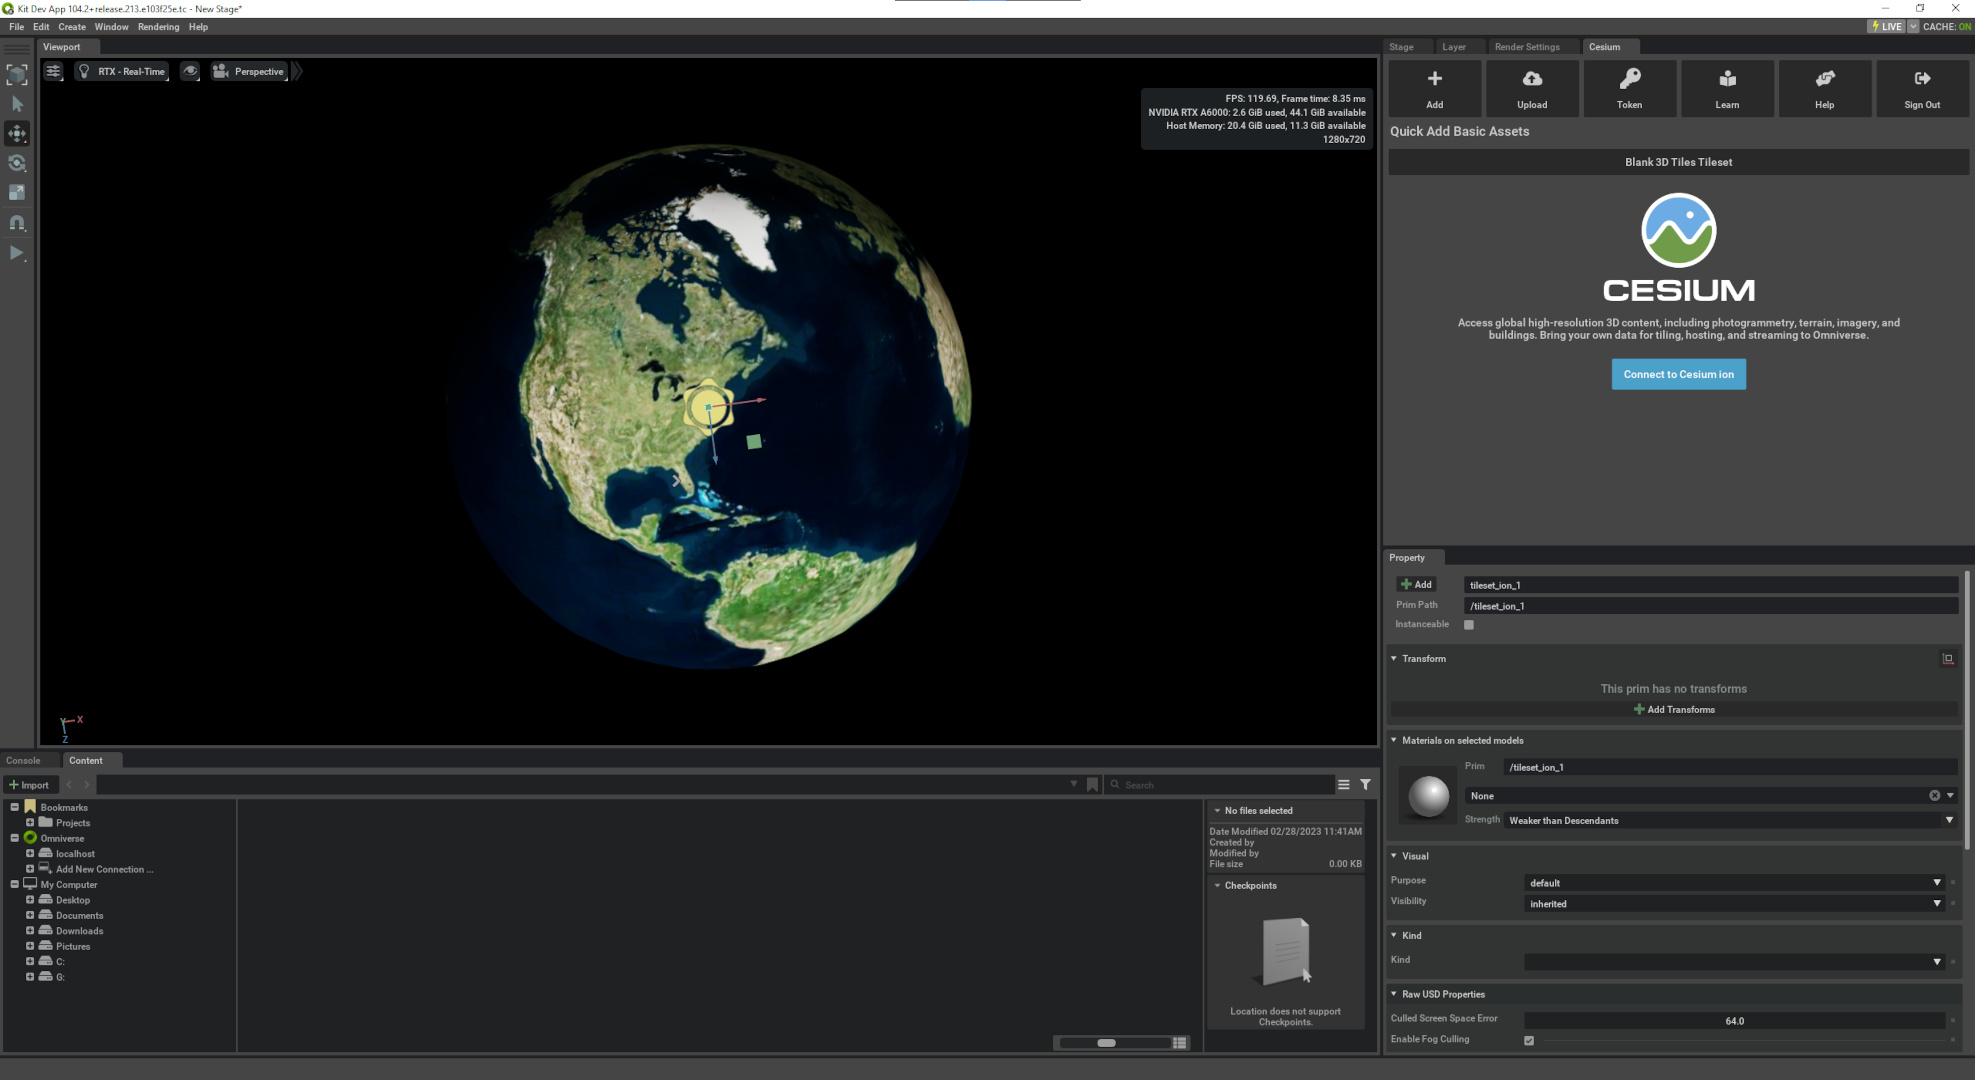 Kit Dev App 104.2+release.213.e103f25e.tc - New Stage*
File Edit Create Window Rendering Help
LIVE CACHE: ON
Viewport
RTX - Real-Time Perspective
FPS: 119.69, Frame time: 8.35 ms
NVIDIA RTX A6000: 2.6 GiB used, 44.1 GiB available
Host Memory: 20.4 GiB used, 11.3 GiB available
1280x720
Y X
Z
Stage Layer Render Settings Cesium
Add Upload Token Learn Help Sign Out
Quick Add Basic Assets
Blank 3D Tiles Tileset
CESIUM
Access global high-resolution 3D content, including photogrammetry, terrain, imagery, and
buildings. Bring your own data for tiling, hosting, and streaming to Omniverse.
Connect to Cesium ion
Property
Add tileset_ion_1
Prim Path /tileset_ion_1
Instanceable
Transform
This prim has no transforms
Add Transforms
Materials on selected models
Prim /tileset_ion_1
None
Strength Weaker than Descendants
Visual
Purpose default
Visibility inherited
Kind
Kind
Raw USD Properties
Culled Screen Space Error 64.0
Enable Fog Culling
Console Content
Import Search
Bookmarks
Projects
Omniverse
localhost
Add New Connection ...
My Computer
Desktop
Documents
Downloads
Pictures
C:
G:
No files selected
Date Modified 02/28/2023 11:41AM
Created by
Modified by
File size 0.00 KB
Checkpoints
Location does not support
Checkpoints.